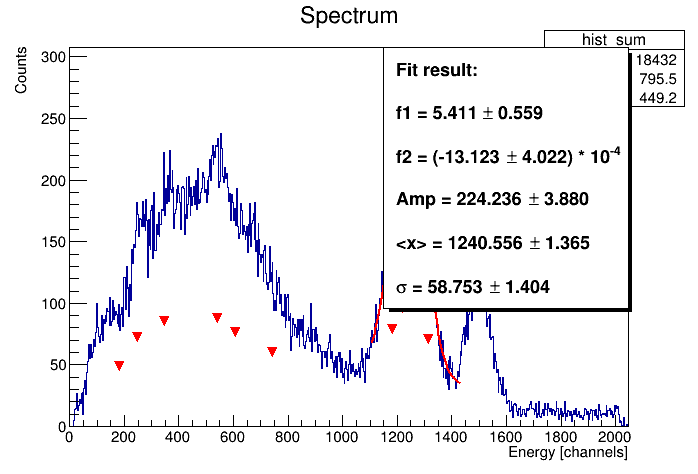 Spectrum
hist_sum
18432
795.5
449.2
Counts
300
250
200
150
100
50
0
Fit result:
f1 = 5.411 ± 0.559
f2 = (-13.123 ± 4.022) * 10⁻⁴
Amp = 224.236 ± 3.880
<x> = 1240.556 ± 1.365
σ = 58.753 ± 1.404
0 200 400 600 800 1000 1200 1400 1600 1800 2000
Energy [channels]